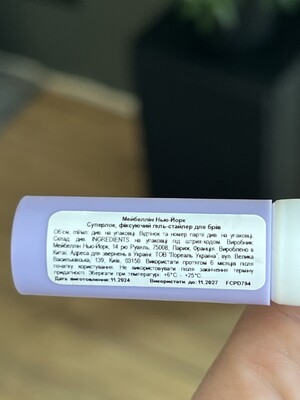 Мейбеллін Нью-Йорк
Суперлок, фіксуючий гель-стайлер для брів
Об'єм, ml/мл: див. на упаковці. Відтінок та номер партії див. на упаковці.
Склад див. INGREDIENTS на упаковці під штрих-кодом. Виробник:
Мейбеллін Нью-Йорк, 14 рю Руаяль, 75008, Париж, Франція. Вироблено в
Китаї. Адреса для звернень в Україні: ТОВ "Лореаль Україна", вул. Велика
Васильківська, 139, Київ, 03150. Використати протягом 6 місяців після
початку користування. Не використовувати після закінчення терміну
придатності. Зберігати при температурі: +5°C - +25°C.
Дата виготовлення:11.2024 Використати до:11.2027 FCPD794